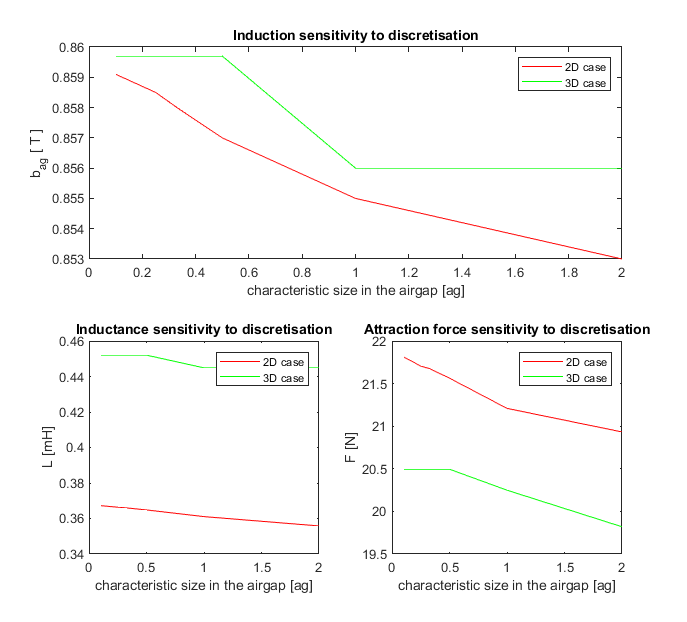 Induction sensitivity to discretisation
0.86
0.859
0.858
0.857
0.856
0.855
0.854
0.853
b_ag [ T ]
2D case
3D case
0 0.2 0.4 0.6 0.8 1 1.2 1.4 1.6 1.8 2
characteristic size in the airgap [ag]
Inductance sensitivity to discretisation
0.46
0.44
0.42
0.4
0.38
0.36
0.34
L [mH]
2D case
3D case
0 0.5 1 1.5 2
characteristic size in the airgap [ag]
Attraction force sensitivity to discretisation
22
21.5
21
20.5
20
19.5
F [N]
2D case
3D case
0 0.5 1 1.5 2
characteristic size in the airgap [ag]